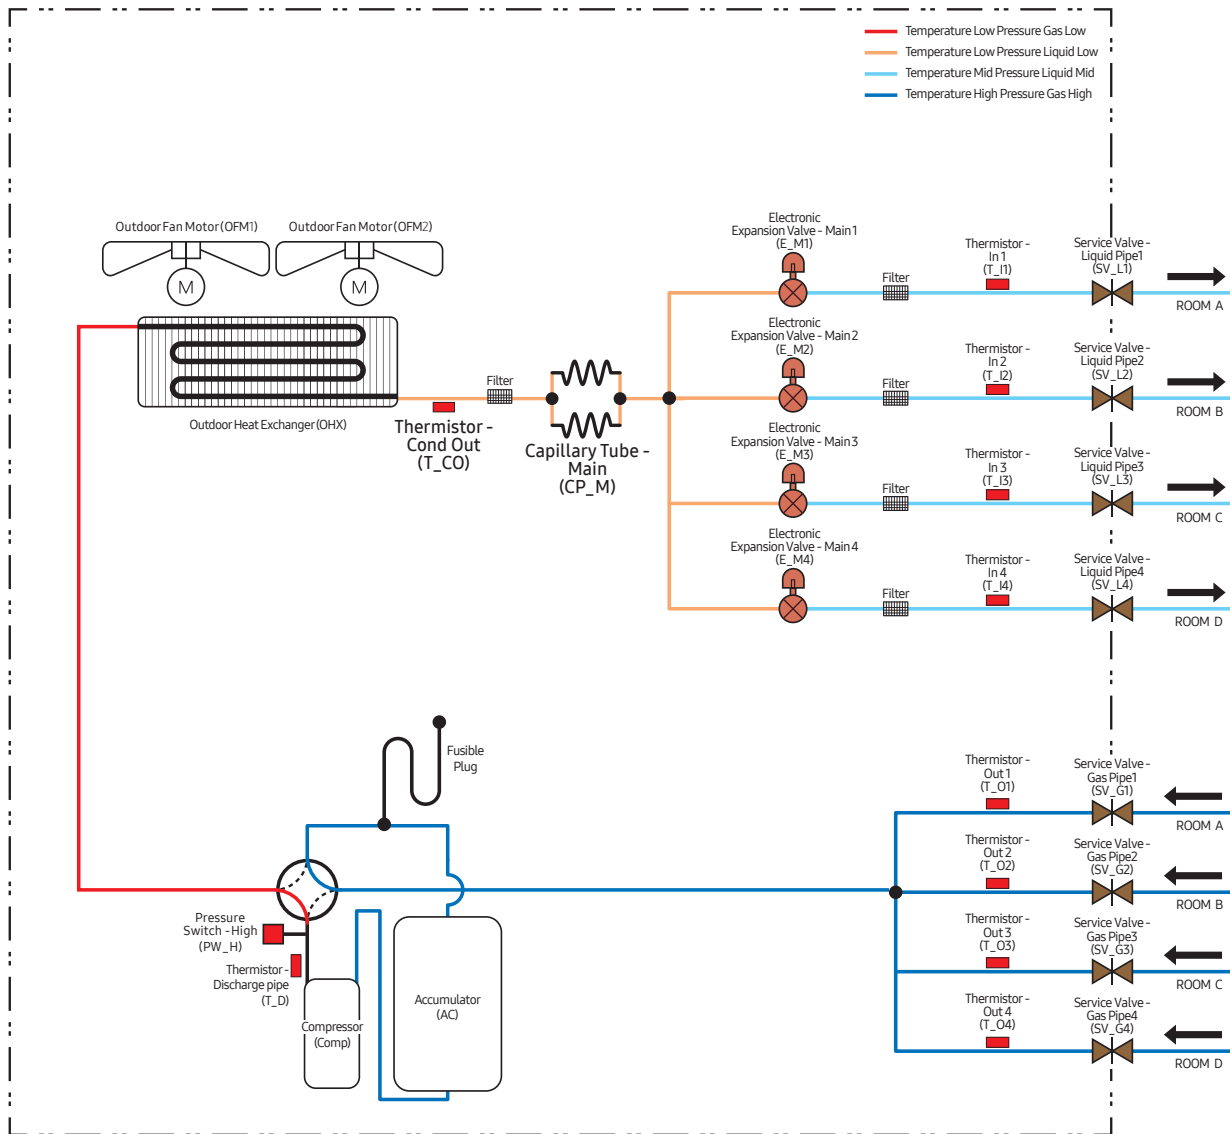 Temperature Low Pressure Gas Low
Temperature Low Pressure Liquid Low
Temperature Mid Pressure Liquid Mid
Temperature High Pressure Gas High
Outdoor Fan Motor (OFM1)
Outdoor Fan Motor (OFM2)
M
M
Outdoor Heat Exchanger (OHX)
Thermistor -
Cond Out
(T_CO)
Filter
Capillary Tube -
Main
(CP_M)
Electronic
Expansion Valve - Main 1
(E_M1)
Filter
Thermistor -
In 1
(T_I1)
Service Valve -
Liquid Pipe1
(SV_L1)
ROOM A
Electronic
Expansion Valve - Main 2
(E_M2)
Filter
Thermistor -
In 2
(T_I2)
Service Valve -
Liquid Pipe2
(SV_L2)
ROOM B
Electronic
Expansion Valve - Main 3
(E_M3)
Filter
Thermistor -
In 3
(T_I3)
Service Valve -
Liquid Pipe3
(SV_L3)
ROOM C
Electronic
Expansion Valve - Main 4
(E_M4)
Filter
Thermistor -
In 4
(T_I4)
Service Valve -
Liquid Pipe4
(SV_L4)
ROOM D
Fusible
Plug
Pressure
Switch - High
(PW_H)
Thermistor -
Discharge pipe
(T_D)
Compressor
(Comp)
Accumulator
(AC)
Thermistor -
Out 1
(T_O1)
Service Valve -
Gas Pipe1
(SV_G1)
ROOM A
Thermistor -
Out 2
(T_O2)
Service Valve -
Gas Pipe2
(SV_G2)
ROOM B
Thermistor -
Out 3
(T_O3)
Service Valve -
Gas Pipe3
(SV_G3)
ROOM C
Thermistor -
Out 4
(T_O4)
Service Valve -
Gas Pipe4
(SV_G4)
ROOM D